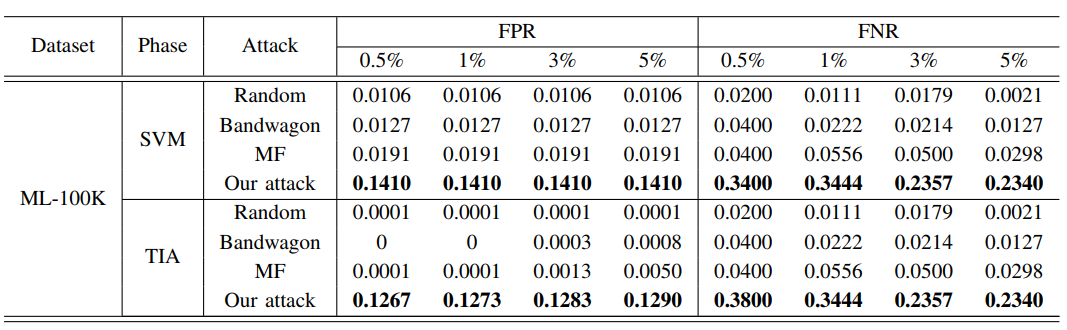 Dataset Phase Attack FPR FNR
0.5% 1% 3% 5% 0.5% 1% 3% 5%
ML-100K SVM Random 0.0106 0.0106 0.0106 0.0106 0.0200 0.0111 0.0179 0.0021
Bandwagon 0.0127 0.0127 0.0127 0.0127 0.0400 0.0222 0.0214 0.0127
MF 0.0191 0.0191 0.0191 0.0191 0.0400 0.0556 0.0500 0.0298
Our attack 0.1410 0.1410 0.1410 0.1410 0.3400 0.3444 0.2357 0.2340
TIA Random 0.0001 0.0001 0.0001 0.0001 0.0200 0.0111 0.0179 0.0021
Bandwagon 0 0 0.0003 0.0008 0.0400 0.0222 0.0214 0.0127
MF 0.0001 0.0001 0.0013 0.0050 0.0400 0.0556 0.0500 0.0298
Our attack 0.1267 0.1273 0.1283 0.1290 0.3800 0.3444 0.2357 0.2340